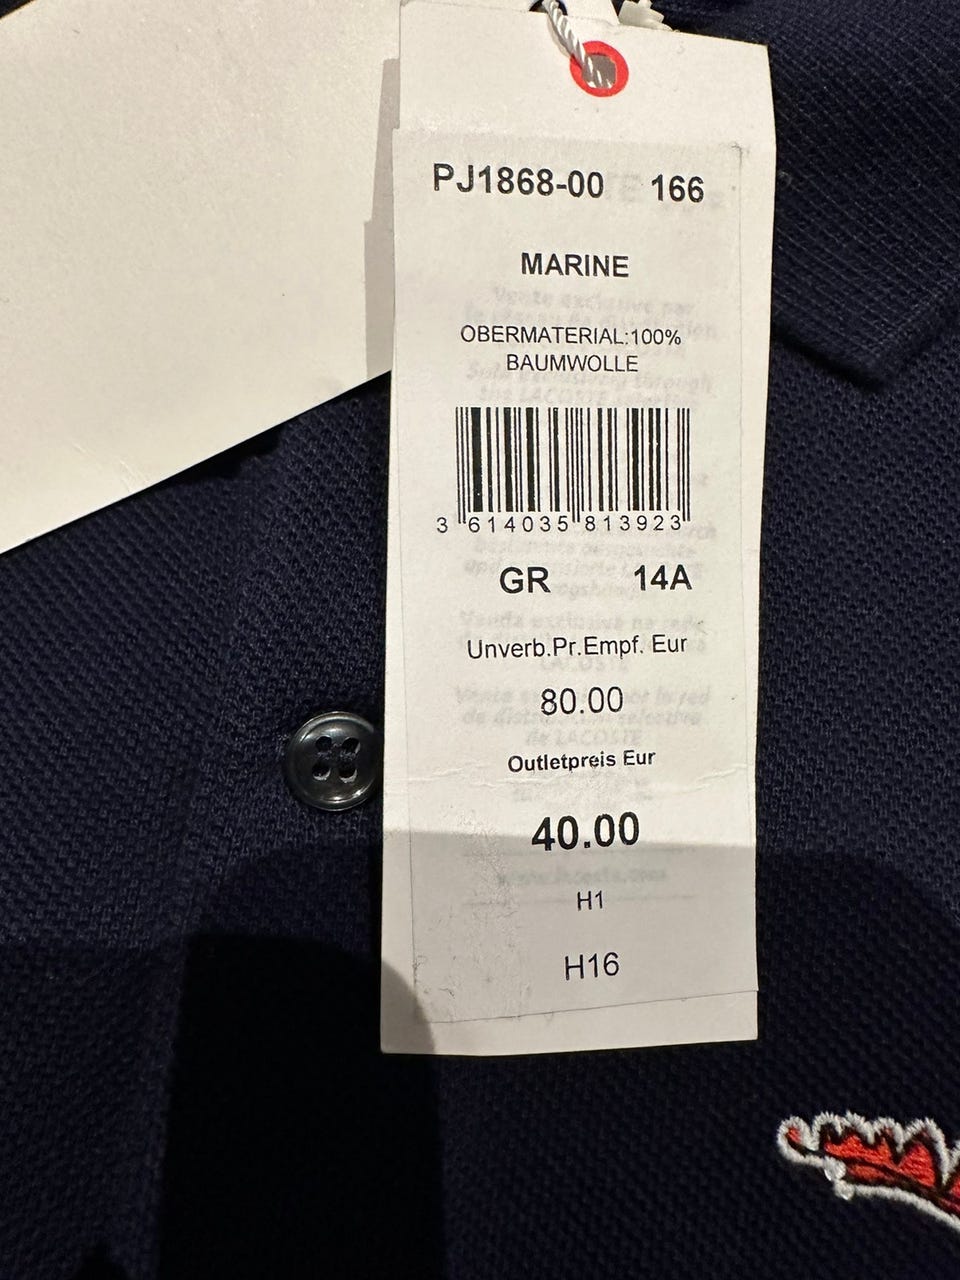 PJ1868-00 166
MARINE
OBERMATERIAL:100%
BAUMWOLLE
3 614035 813923
GR 14A
Unverb.Pr.Empf. Eur
80.00
Outletpreis Eur
40.00
H1
H16